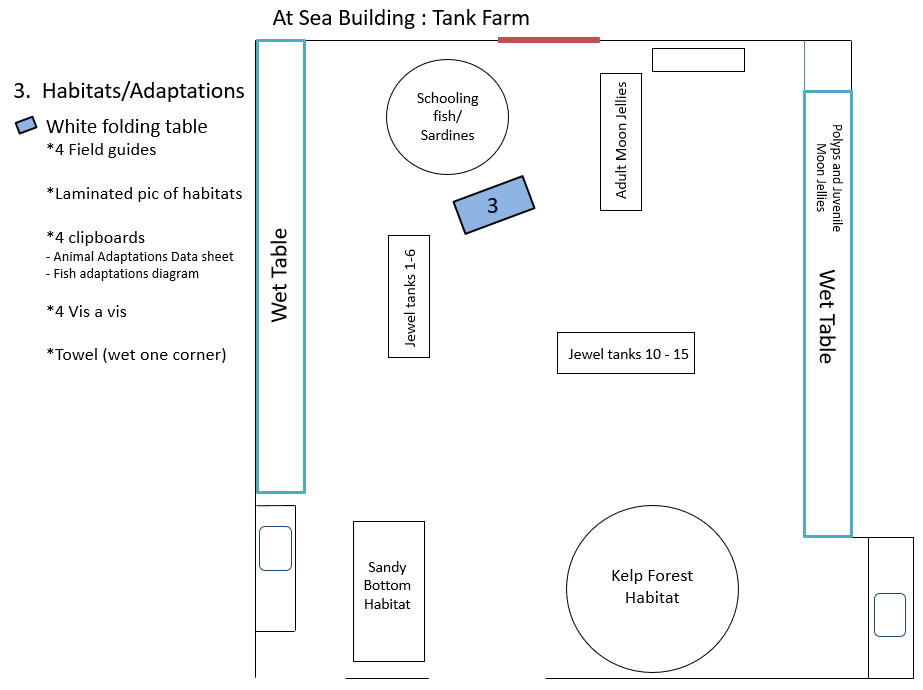 At Sea Building : Tank Farm
3.  Habitats/Adaptations
White folding table
*4 Field guides
*Laminated pic of habitats
*4 clipboards
- Animal Adaptations Data sheet
- Fish adaptations diagram
*4 Vis a vis
*Towel (wet one corner)
Wet Table
Schooling
fish/
Sardines
3
Jewel tanks 1-6
Adult Moon Jellies
Jewel tanks 10 - 15
Polyps and Juvenile
Moon Jellies
Wet Table
Sandy
Bottom
Habitat
Kelp Forest
Habitat